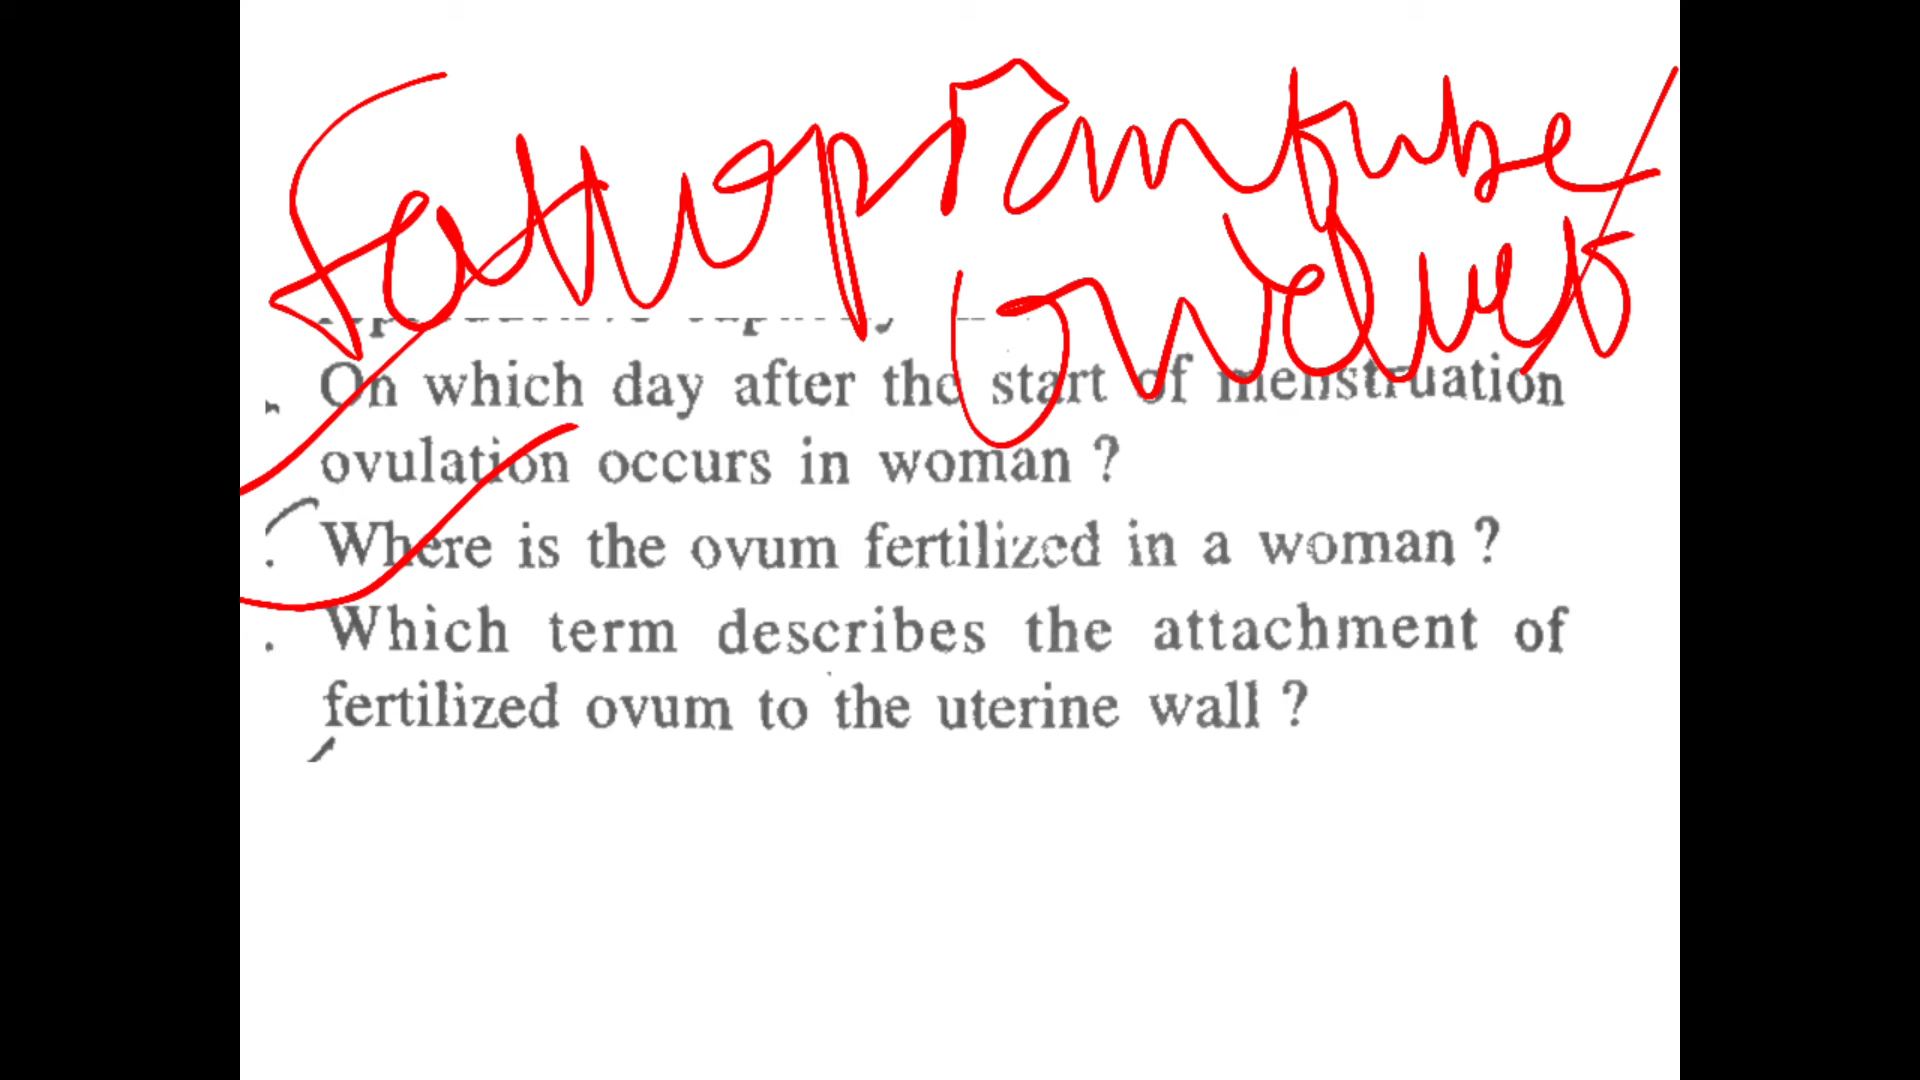 Fallopian tube
Oviduct
On which day after the start of menstruation
ovulation occurs in woman ?
Where is the ovum fertilized in a woman ?
Which term describes the attachment of
fertilized ovum to the uterine wall ?